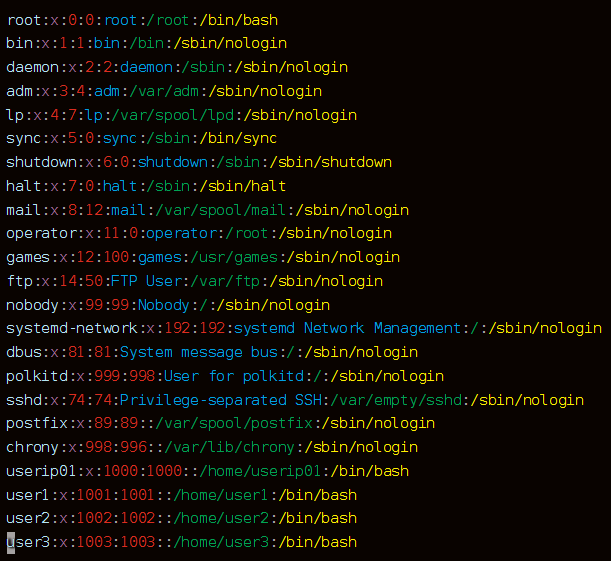 root:x:0:0:root:/root:/bin/bash
bin:x:1:1:bin:/bin:/sbin/nologin
daemon:x:2:2:daemon:/sbin:/sbin/nologin
adm:x:3:4:adm:/var/adm:/sbin/nologin
lp:x:4:7:lp:/var/spool/lpd:/sbin/nologin
sync:x:5:0:sync:/sbin:/bin/sync
shutdown:x:6:0:shutdown:/sbin:/sbin/shutdown
halt:x:7:0:halt:/sbin:/sbin/halt
mail:x:8:12:mail:/var/spool/mail:/sbin/nologin
operator:x:11:0:operator:/root:/sbin/nologin
games:x:12:100:games:/usr/games:/sbin/nologin
ftp:x:14:50:FTP User:/var/ftp:/sbin/nologin
nobody:x:99:99:Nobody:/:/sbin/nologin
systemd-network:x:192:192:systemd Network Management:/:/sbin/nologin
dbus:x:81:81:System message bus:/:/sbin/nologin
polkitd:x:999:998:User for polkitd:/:/sbin/nologin
sshd:x:74:74:Privilege-separated SSH:/var/empty/sshd:/sbin/nologin
postfix:x:89:89::/var/spool/postfix:/sbin/nologin
chrony:x:998:996::/var/lib/chrony:/sbin/nologin
userip01:x:1000:1000::/home/userip01:/bin/bash
user1:x:1001:1001::/home/user1:/bin/bash
user2:x:1002:1002::/home/user2:/bin/bash
user3:x:1003:1003::/home/user3:/bin/bash